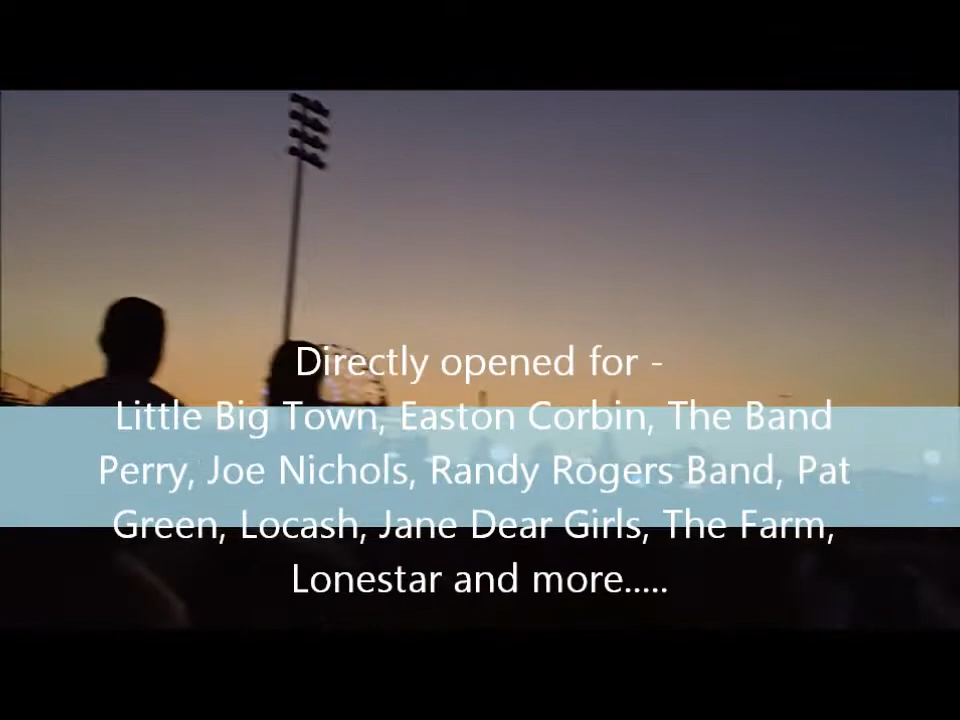 Directly opened for -
Little Big Town, Easton Corbin, The Band
Perry, Joe Nichols, Randy Rogers Band, Pat
Green, Locash, Jane Dear Girls, The Farm,
Lonestar and more.....